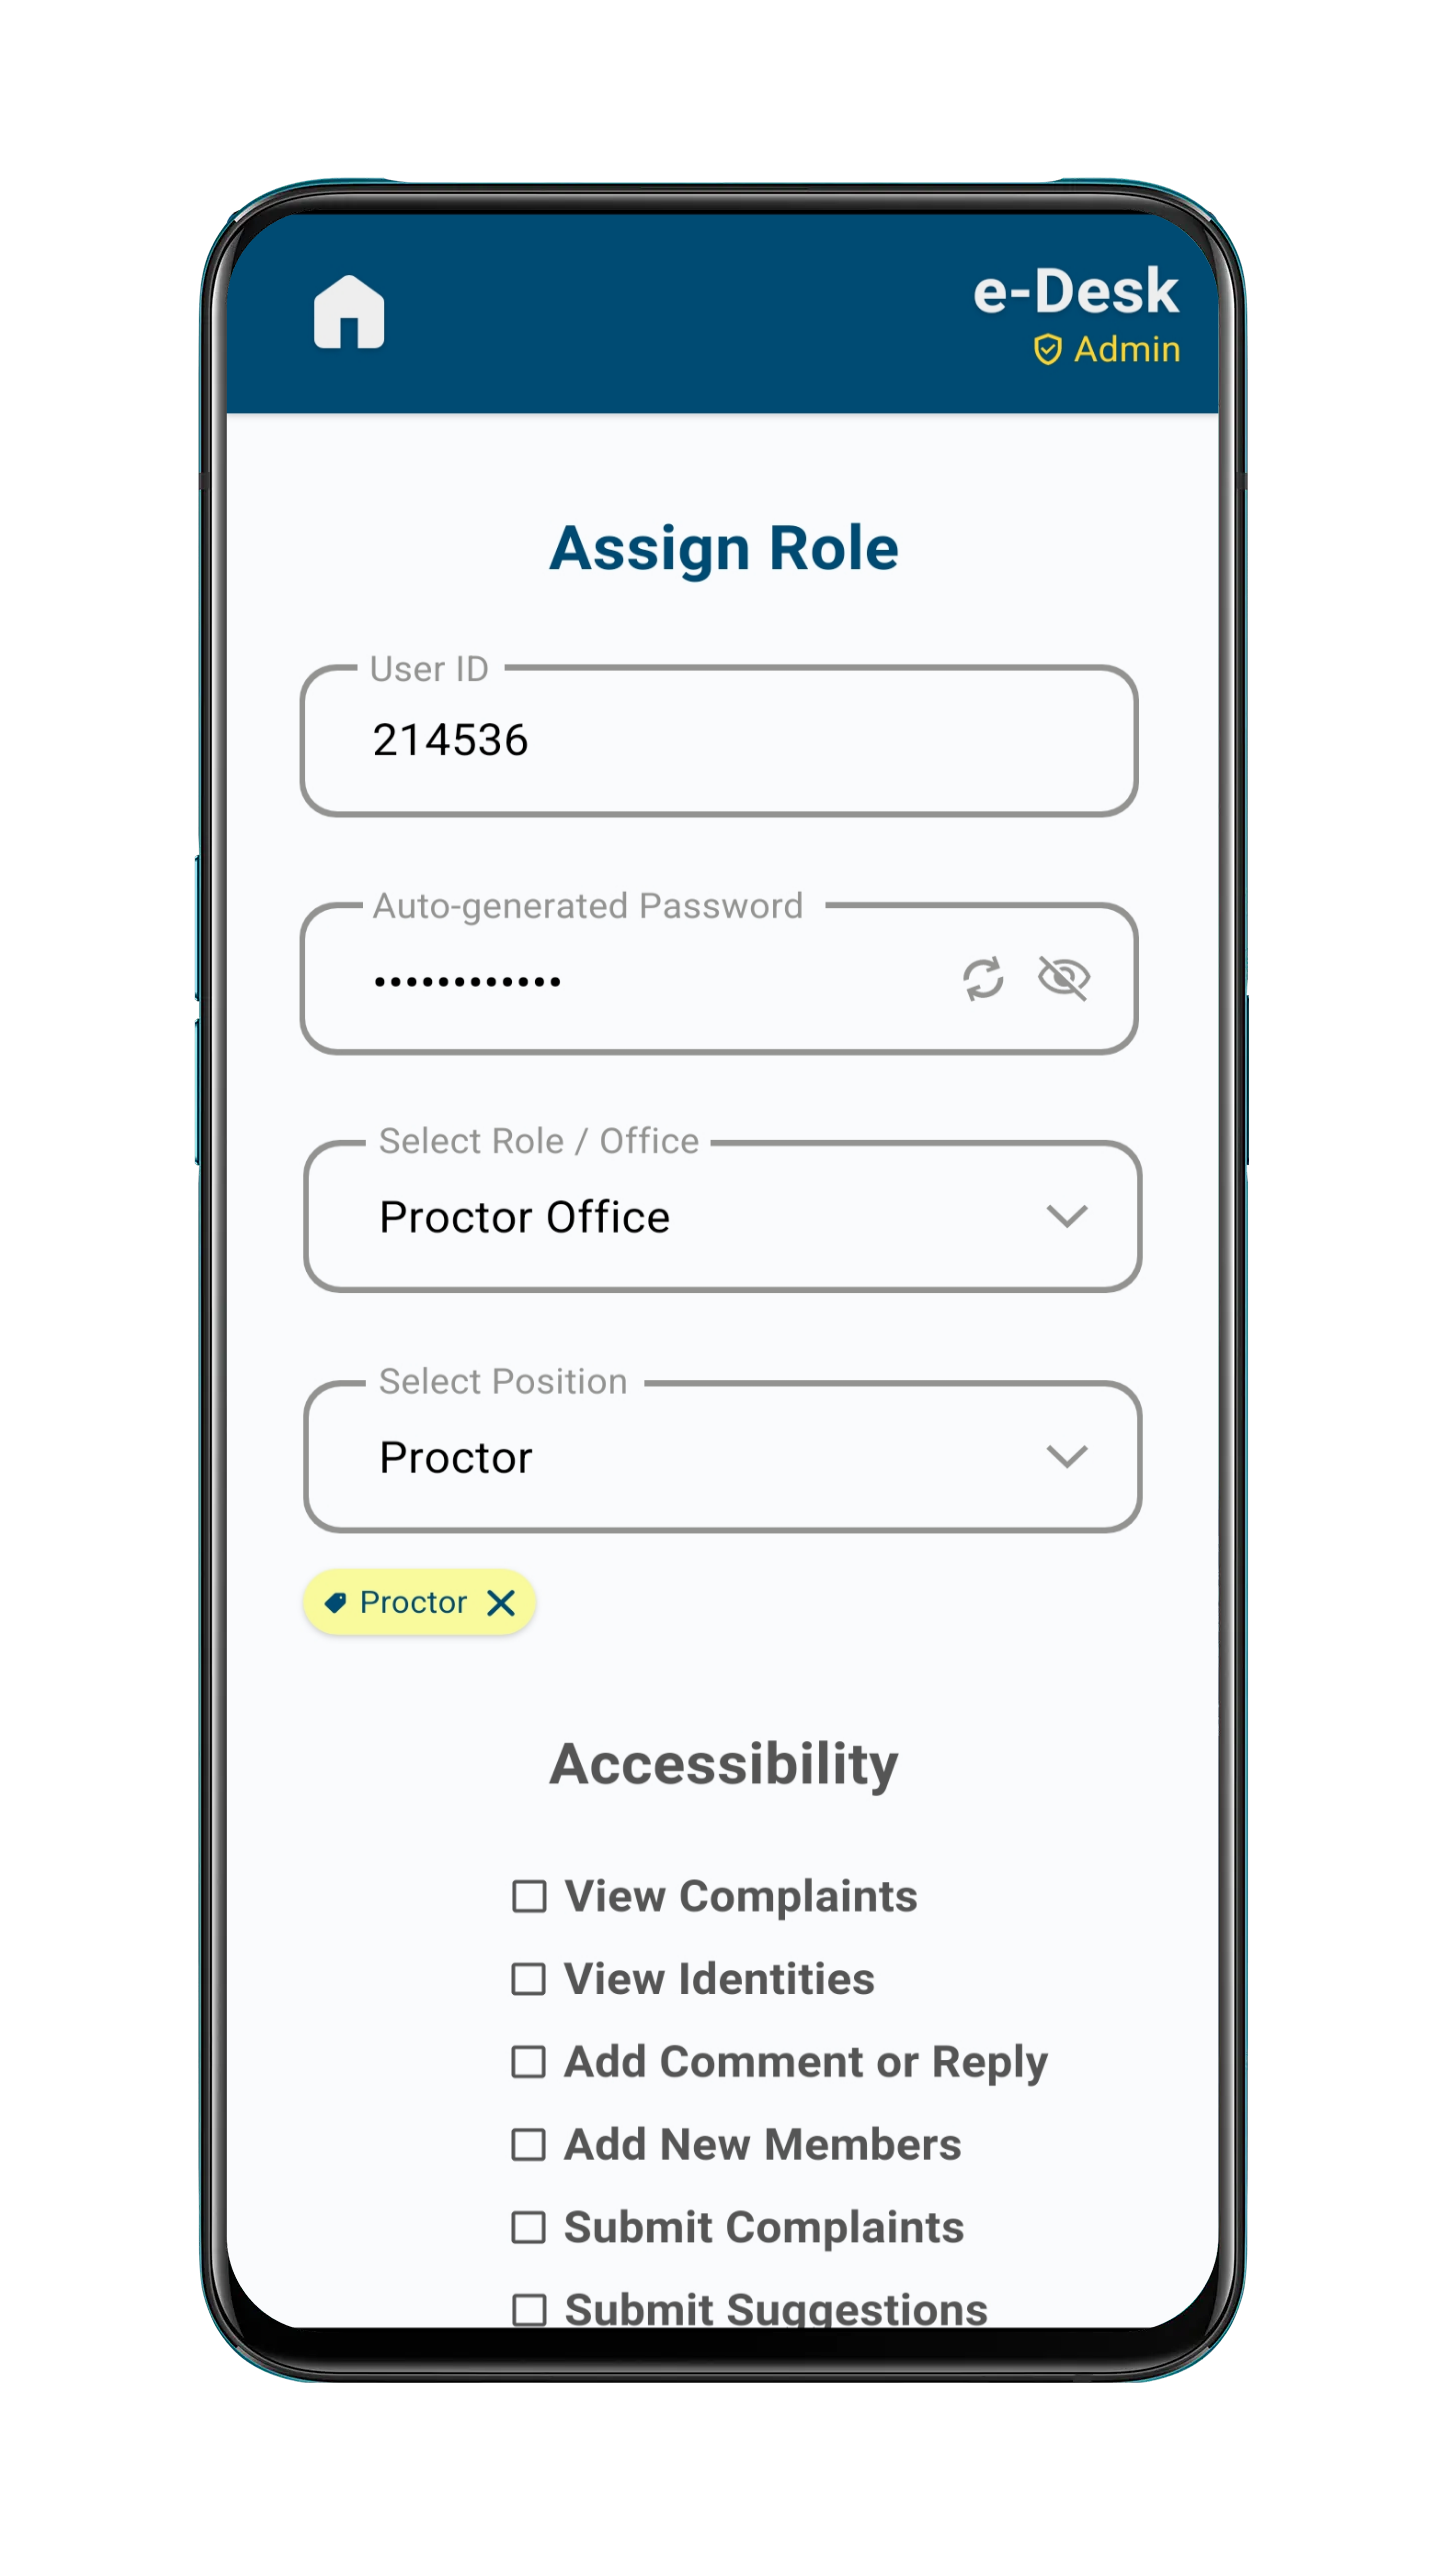 e-Desk
Admin
Assign Role
User ID
214536
Auto-generated Password
••••••••••••
Select Role / Office
Proctor Office
Select Position
Proctor
Proctor
Accessibility
View Complaints
View Identities
Add Comment or Reply
Add New Members
Submit Complaints
Submit Suggestions